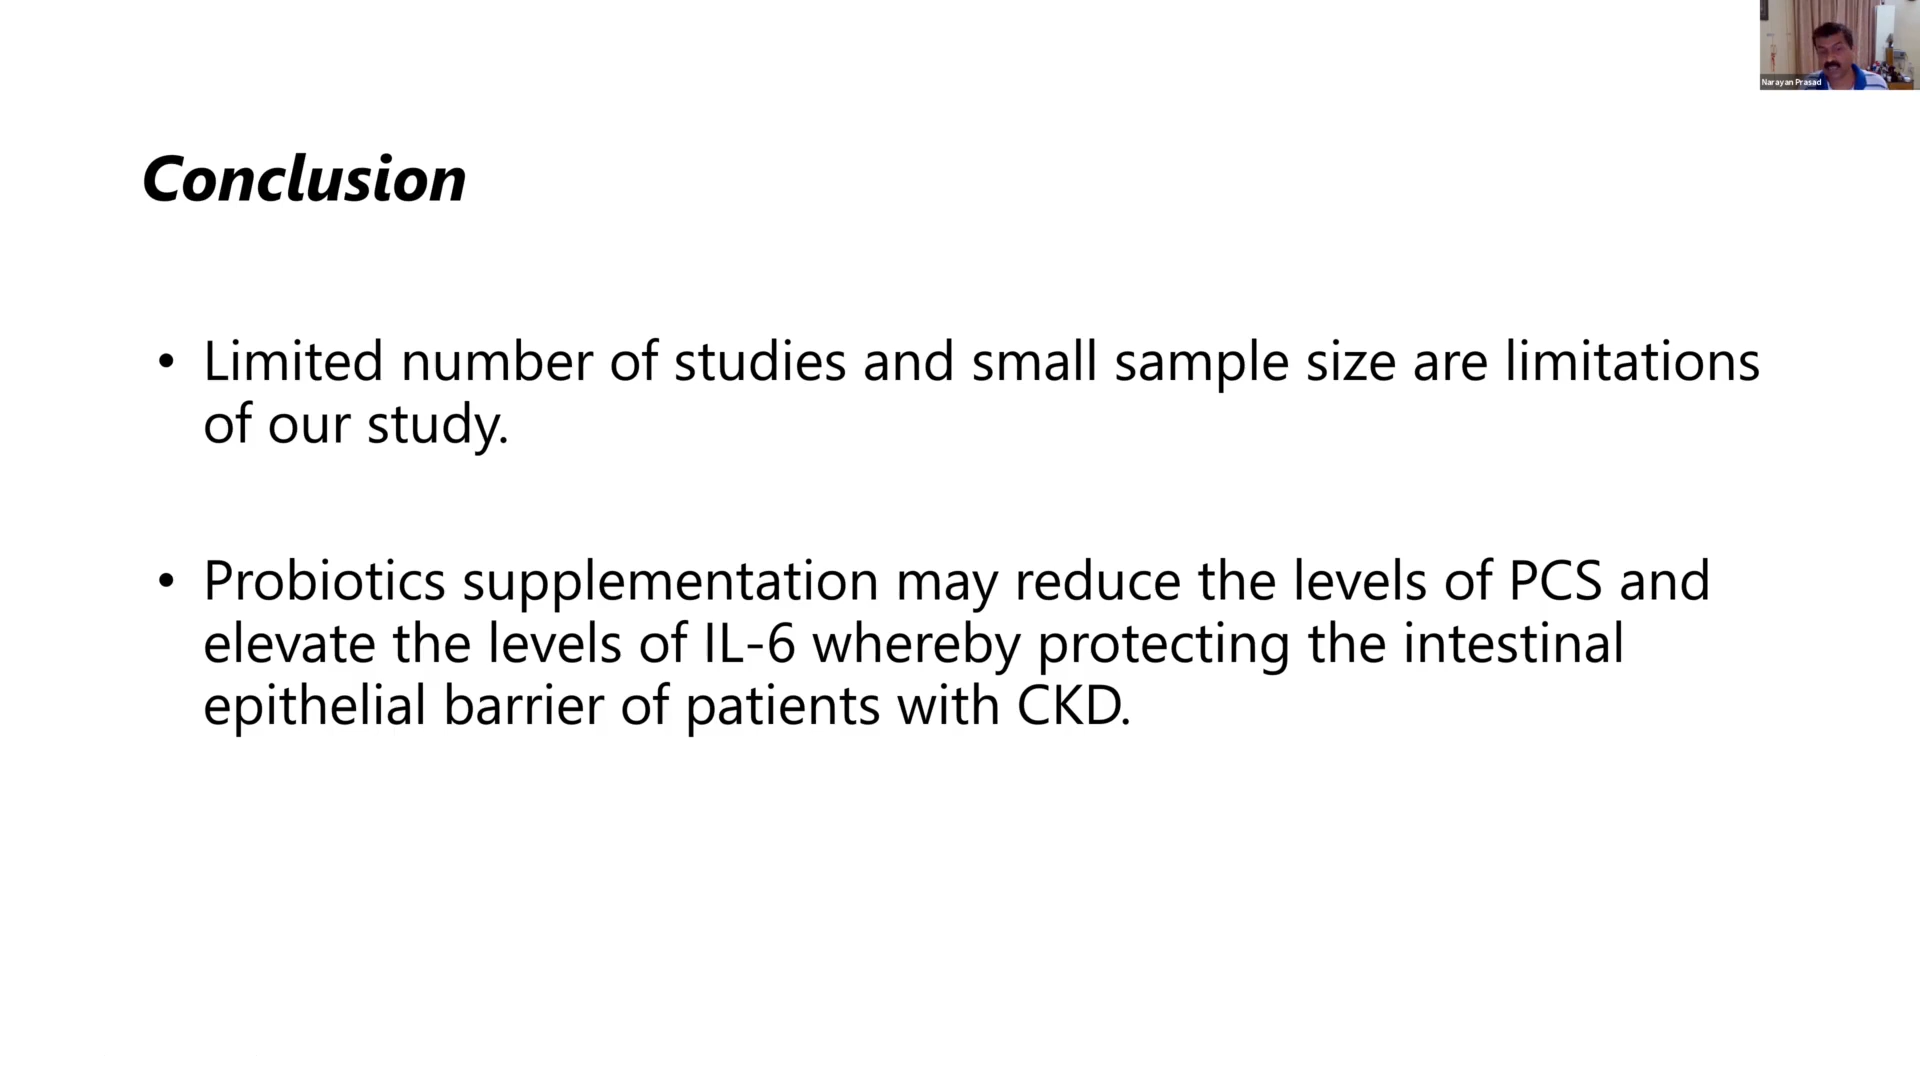 Narayan Prasad
Conclusion
• Limited number of studies and small sample size are limitations
of our study.
• Probiotics supplementation may reduce the levels of PCS and
elevate the levels of IL-6 whereby protecting the intestinal
epithelial barrier of patients with CKD.